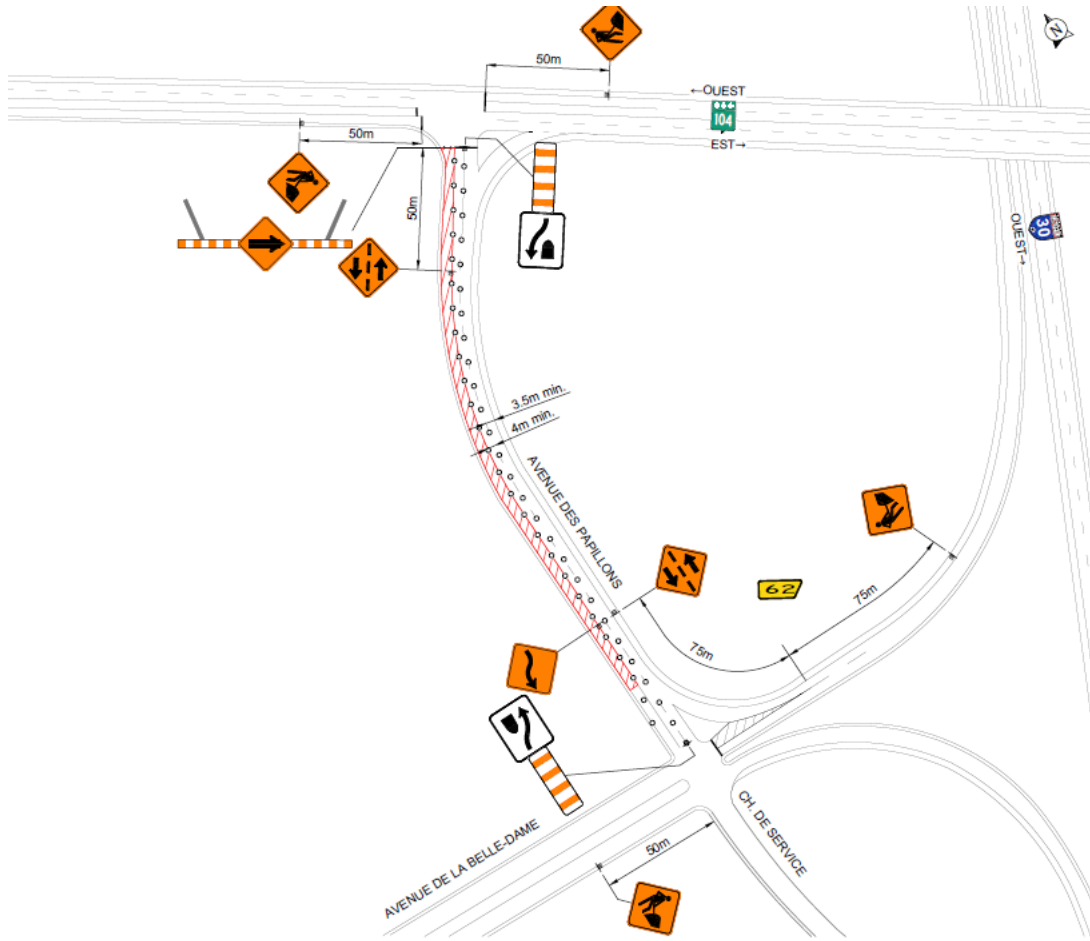 50m
←OUEST
104
EST→
N
50m
50m
OUEST→
30
3.5m min.
4m min.
AVENUE DES PAPILLONS
62
75m
75m
AVENUE DE LA BELLE-DAME
CH. DE SERVICE
50m